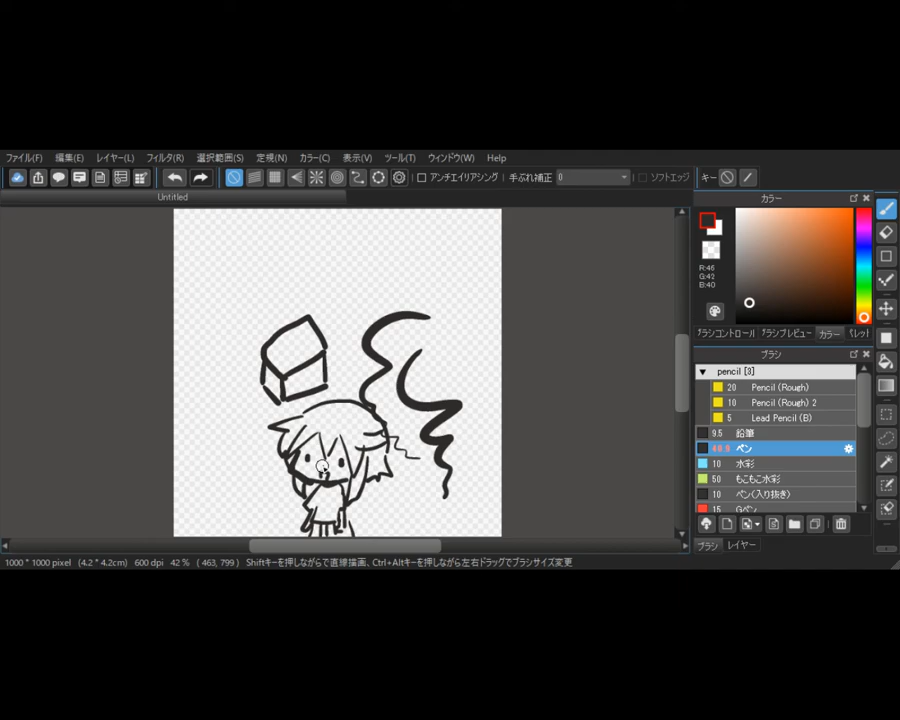 ファイル(F) 編集(E) レイヤー(L) フィルタ(R) 選択範囲(S) 定規(N) カラー(C) 表示(V) ツール(T) ウィンドウ(W) Help
アンチエイリアシング 手ぶれ補正 0 ソフトエッジ キー
Untitled
カラー
R:46
G:42
B:40
ブラシコントロール ブラシプレビュー カラー パレット
ブラシ
pencil [3]
20 Pencil (Rough)
10 Pencil (Rough) 2
5 Lead Pencil (B)
9.5 鉛筆
ペン
10 水彩
50 もこもこ水彩
10 ペン(入り抜き)
15 Gペン
ブラシ レイヤー
1000 * 1000 pixel (4.2 * 4.2cm) 600 dpi 42 % ( 463, 799 ) Shiftキーを押しながらで直線描画、Ctrl+Altキーを押しながら左右ドラッグでブラシサイズ変更